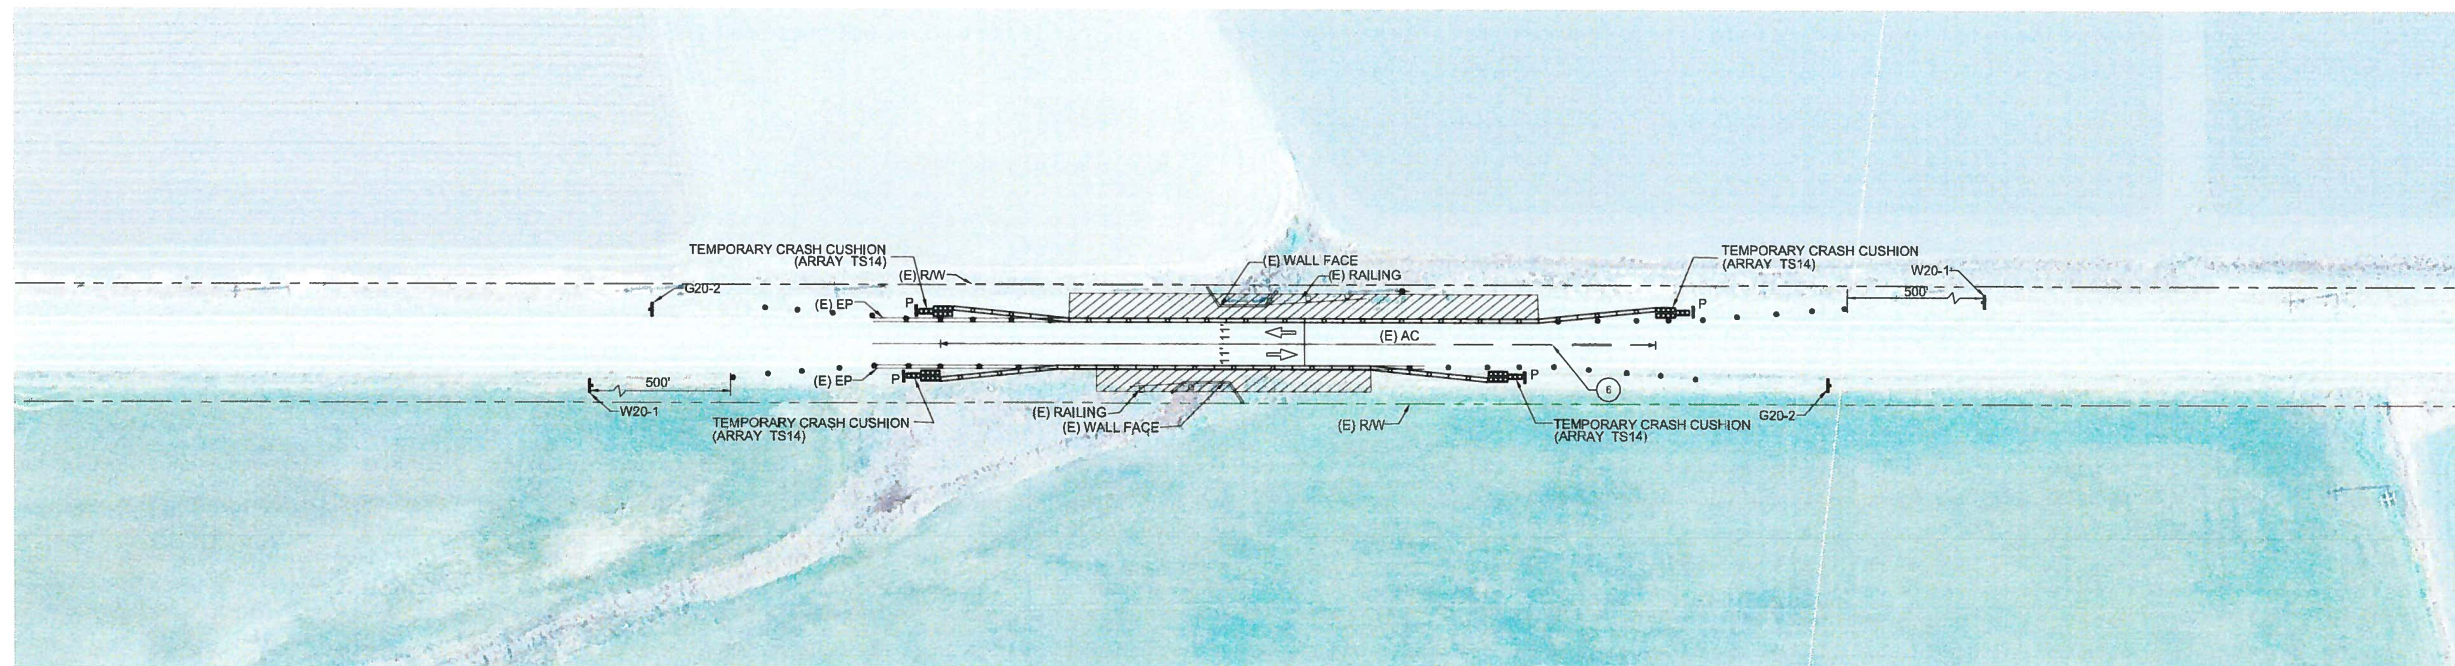 TEMPORARY CRASH CUSHION
(ARRAY TS14)
(E) R/W
G20-2
(E) EP
P
(E) WALL FACE
(E) RAILING
TEMPORARY CRASH CUSHION
(ARRAY TS14)
W20-1
500'
P
11' 11'
(E) AC
500'
W20-1
(E) EP
P
TEMPORARY CRASH CUSHION
(ARRAY TS14)
(E) RAILING
(E) WALL FACE
(E) R/W
P
6
TEMPORARY CRASH CUSHION
(ARRAY TS14)
G20-2